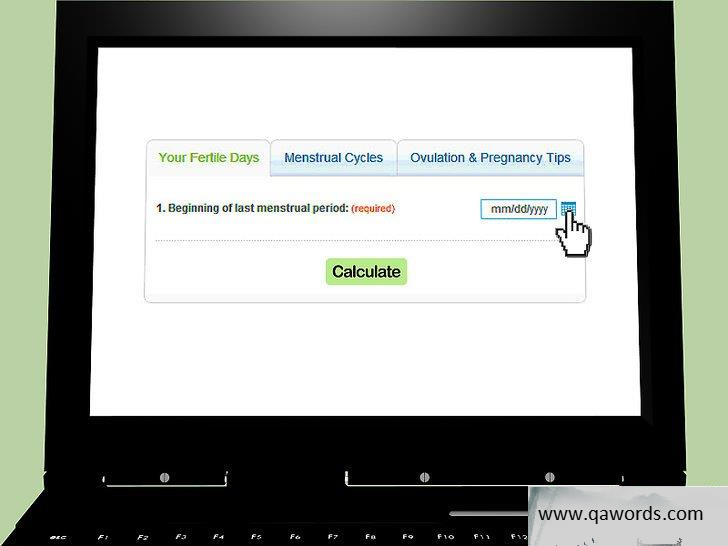 Your Fertile Days
Menstrual Cycles
Ovulation & Pregnancy Tips
1. Beginning of last menstrual period: (required)
mm/dd/yyyy
Calculate
esc F1 F2 F3 F4 F5 F6 F7 F8 F9 F10 F11 F12
www.qawords.com